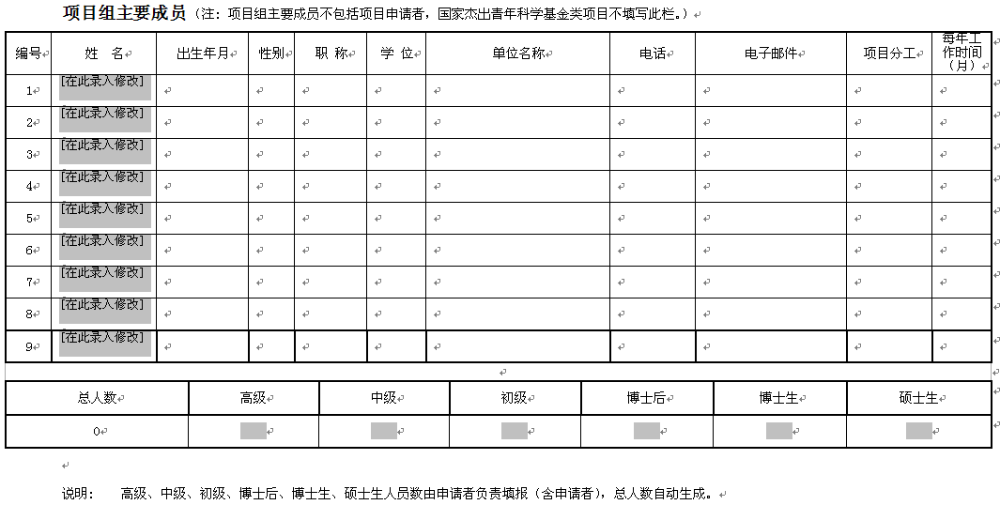 项目组主要成员（注：项目组主要成员不包括项目申请者，国家杰出青年科学基金类项目不填写此栏。）
编号 姓 名 出生年月 性别 职 称 学 位 单位名称 电话 电子邮件 项目分工 每年工作时间（月）
1 [在此录入修改]
2 [在此录入修改]
3 [在此录入修改]
4 [在此录入修改]
5 [在此录入修改]
6 [在此录入修改]
7 [在此录入修改]
8 [在此录入修改]
9 [在此录入修改]
总人数 高级 中级 初级 博士后 博士生 硕士生
0
说明： 高级、中级、初级、博士后、博士生、硕士生人员数由申请者负责填报（含申请者），总人数自动生成。